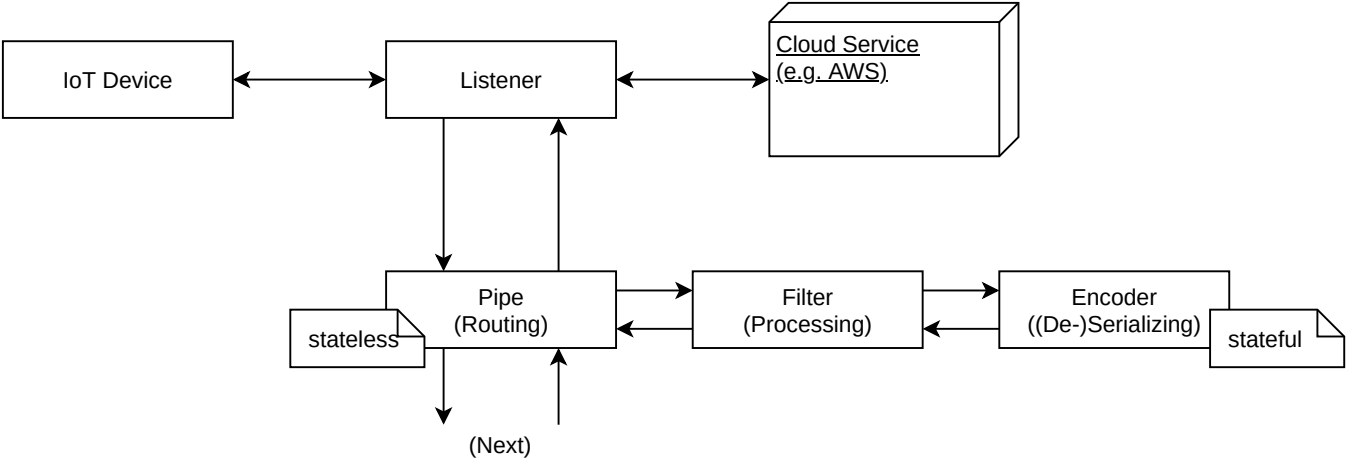 IoT Device
Listener
Cloud Service
(e.g. AWS)
Pipe
(Routing)
Filter
(Processing)
Encoder
((De-)Serializing)
stateless
stateful
(Next)